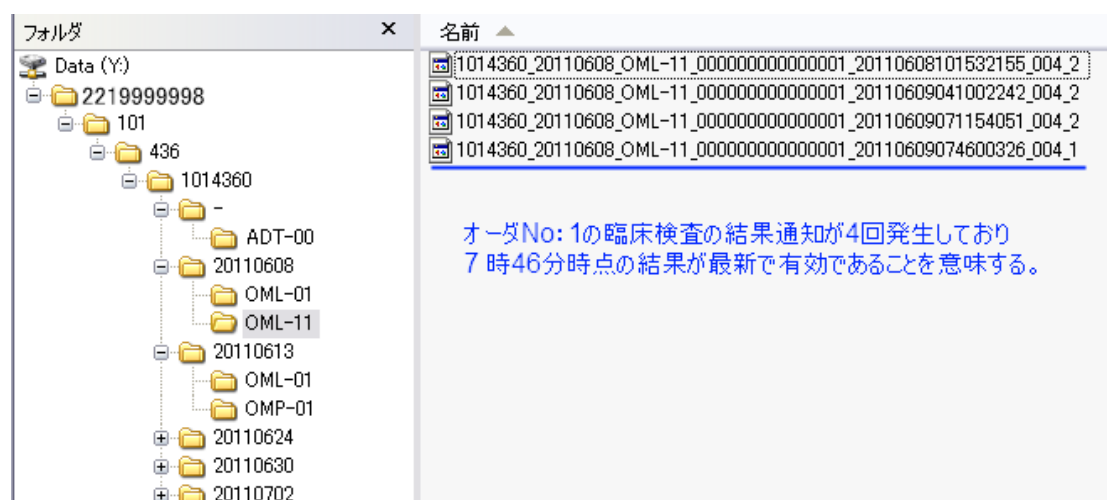 フォルダ
×
名前
Data (Y:)
2219999998
101
436
1014360
-
ADT-00
20110608
OML-01
OML-11
20110613
OML-01
OMP-01
20110624
20110630
20110702
1014360_20110608_OML-11_000000000000001_20110608101532155_004_2
1014360_20110608_OML-11_000000000000001_20110609041002242_004_2
1014360_20110608_OML-11_000000000000001_20110609071154051_004_2
1014360_20110608_OML-11_000000000000001_20110609074600326_004_1
オーダNo:1の臨床検査の結果通知が4回発生しており
7時46分時点の結果が最新で有効であることを意味する。